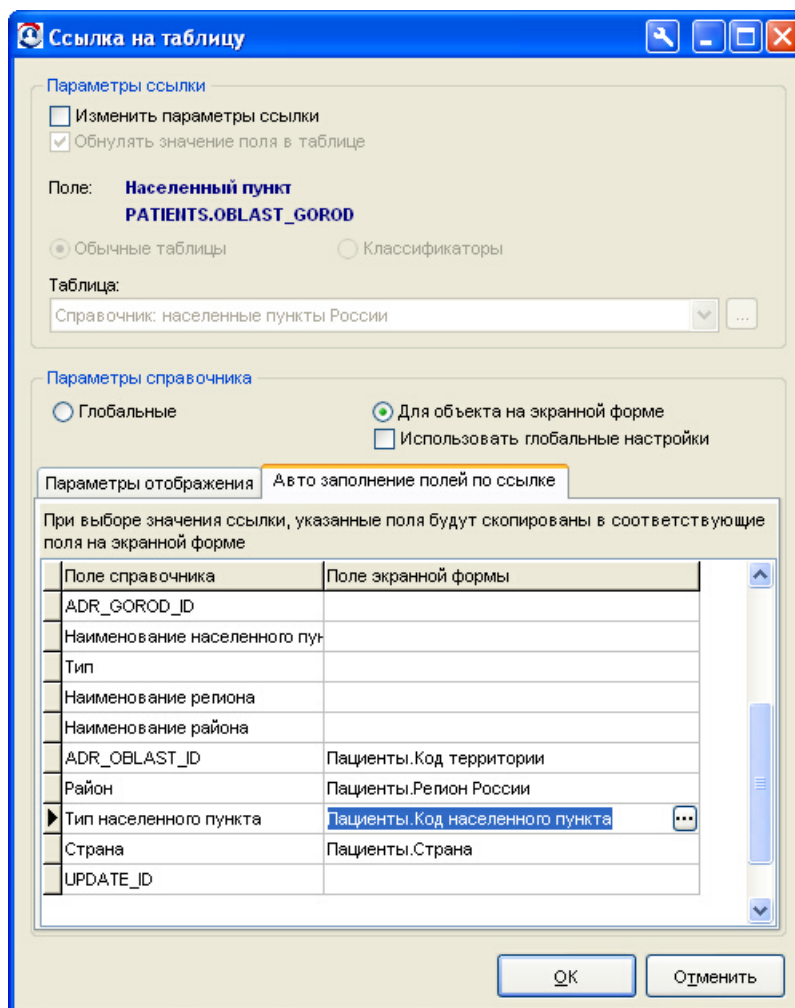 Ссылка на таблицу
Параметры ссылки
Изменить параметры ссылки
Обнулять значение поля в таблице
Поле: Населенный пункт
PATIENTS.OBLAST_GOROD
Обычные таблицы Классификаторы
Таблица:
Справочник: населенные пункты России ...
Параметры справочника
Глобальные Для объекта на экранной форме
Использовать глобальные настройки
Параметры отображения Авто заполнение полей по ссылке
При выборе значения ссылки, указанные поля будут скопированы в соответствующие
поля на экранной форме
Поле справочника Поле экранной формы
ADR_GOROD_ID
Наименование населенного пун
Тип
Наименование региона
Наименование района
ADR_OBLAST_ID Пациенты.Код территории
Район Пациенты.Регион России
Тип населенного пункта Пациенты.Код населенного пункта ...
Страна Пациенты.Страна
UPDATE_ID
OK Отменить